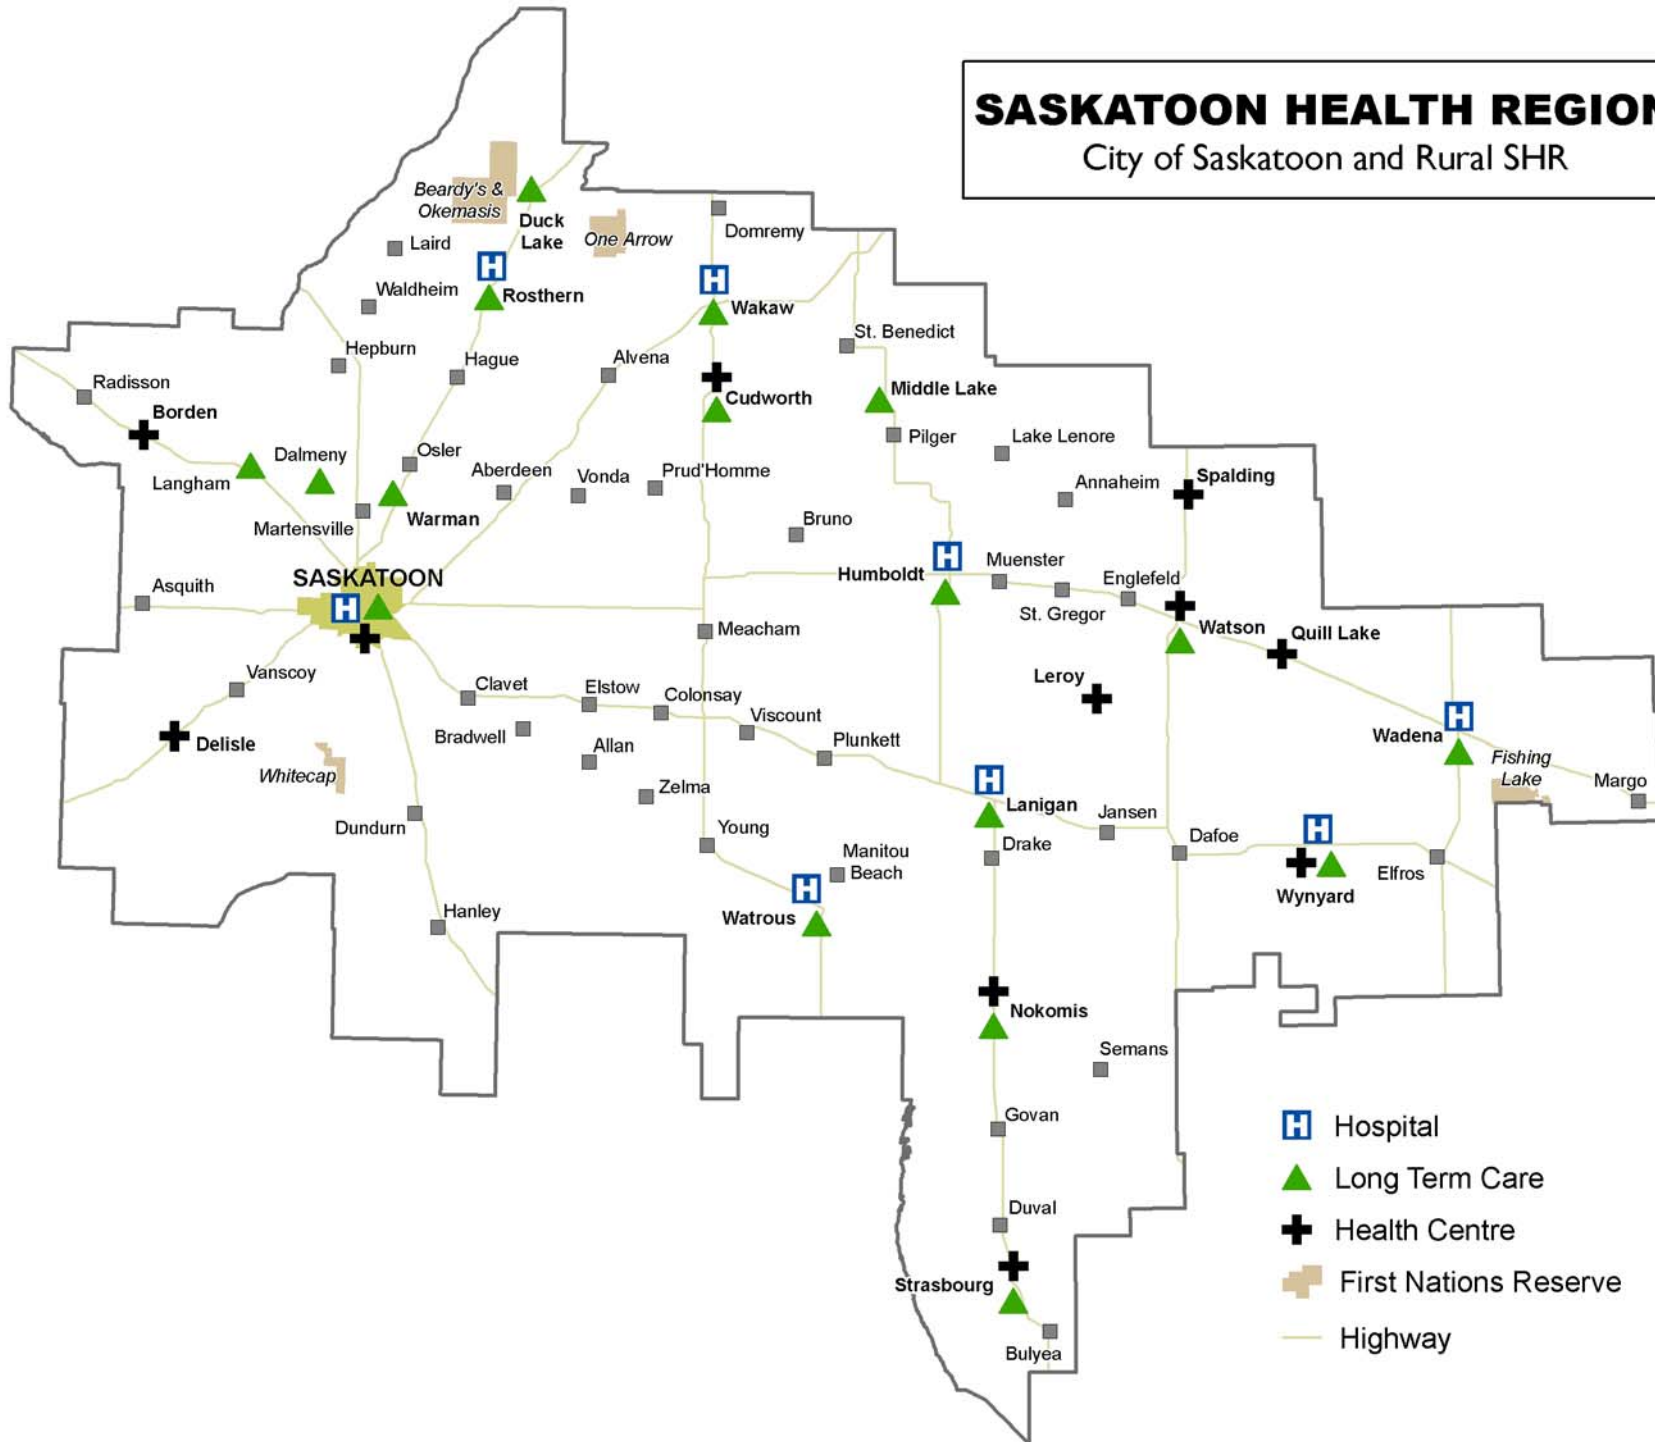 SASKATOON HEALTH REGION
City of Saskatoon and Rural SHR
Beardy's &
Okemasis
Duck
Lake
One Arrow
Domremy
Laird
Rosthern
Waldheim
Wakaw
St. Benedict
Hepburn
Hague
Alvena
Radisson
Borden
Cudworth
Middle Lake
Pilger
Lake Lenore
Langham
Dalmeny
Osler
Aberdeen
Vonda
Prud'Homme
Annaheim
Spalding
Martensville
Warman
Bruno
SASKATOON
H
Asquith
Humboldt
Muenster
St. Gregor
Englefeld
Meacham
Watson
Quill Lake
Vanscoy
Clavet
Elstow
Colonsay
Leroy
Delisle
Bradwell
Viscount
Plunkett
Wadena
Whitecap
Allan
Zelma
Fishing
Lake
Margo
Dundurn
Young
Lanigan
Jansen
Drake
Dafoe
Manitou
Beach
Elfros
Wynyard
Hanley
Watrous
Nokomis
Semans
Govan
Duval
Strasbourg
Bulyea
H Hospital
Long Term Care
Health Centre
First Nations Reserve
Highway